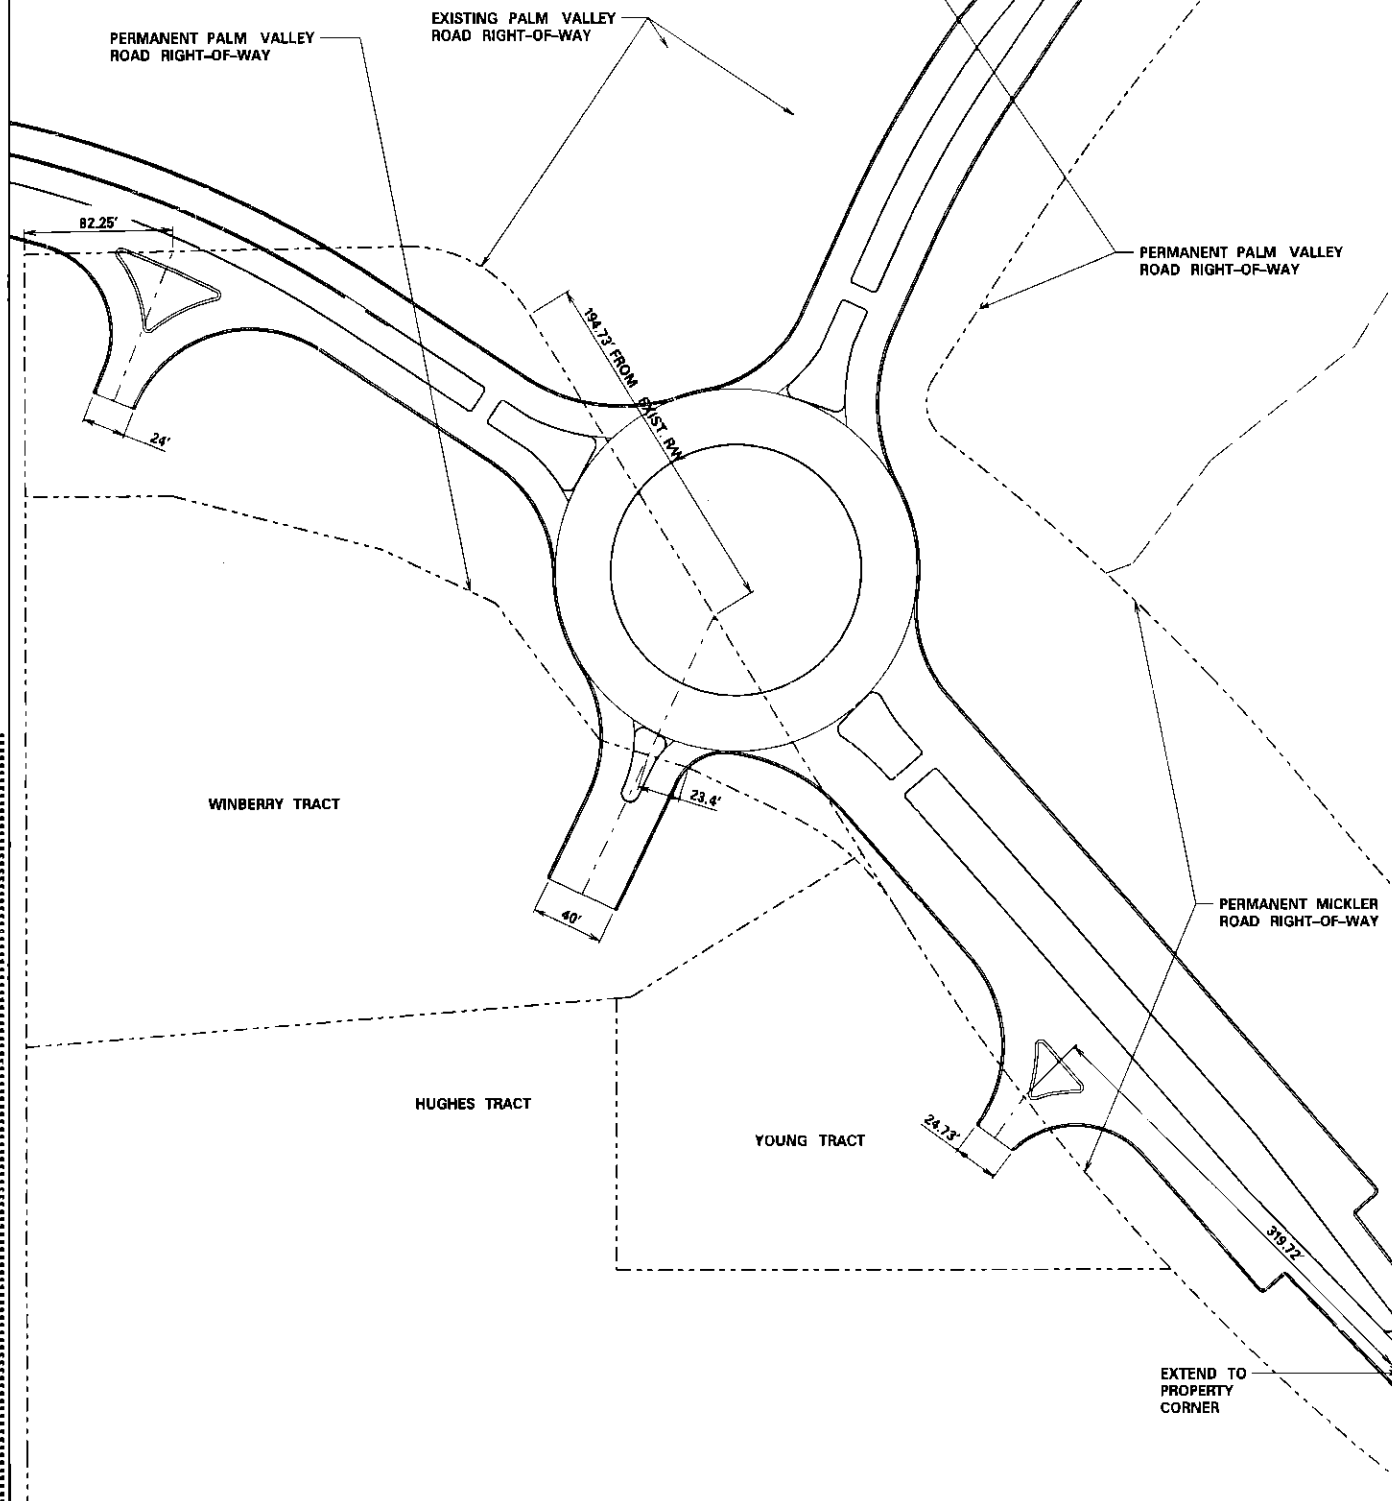 EXISTING PALM VALLEY
ROAD RIGHT-OF-WAY
PERMANENT PALM VALLEY
ROAD RIGHT-OF-WAY
82.25'
PERMANENT PALM VALLEY
ROAD RIGHT-OF-WAY
194.73' FROM EXIST. R/W
24'
WINBERRY TRACT
23.4'
40'
PERMANENT MICKLER
ROAD RIGHT-OF-WAY
HUGHES TRACT
YOUNG TRACT
24.73'
319.72'
EXTEND TO
PROPERTY
CORNER